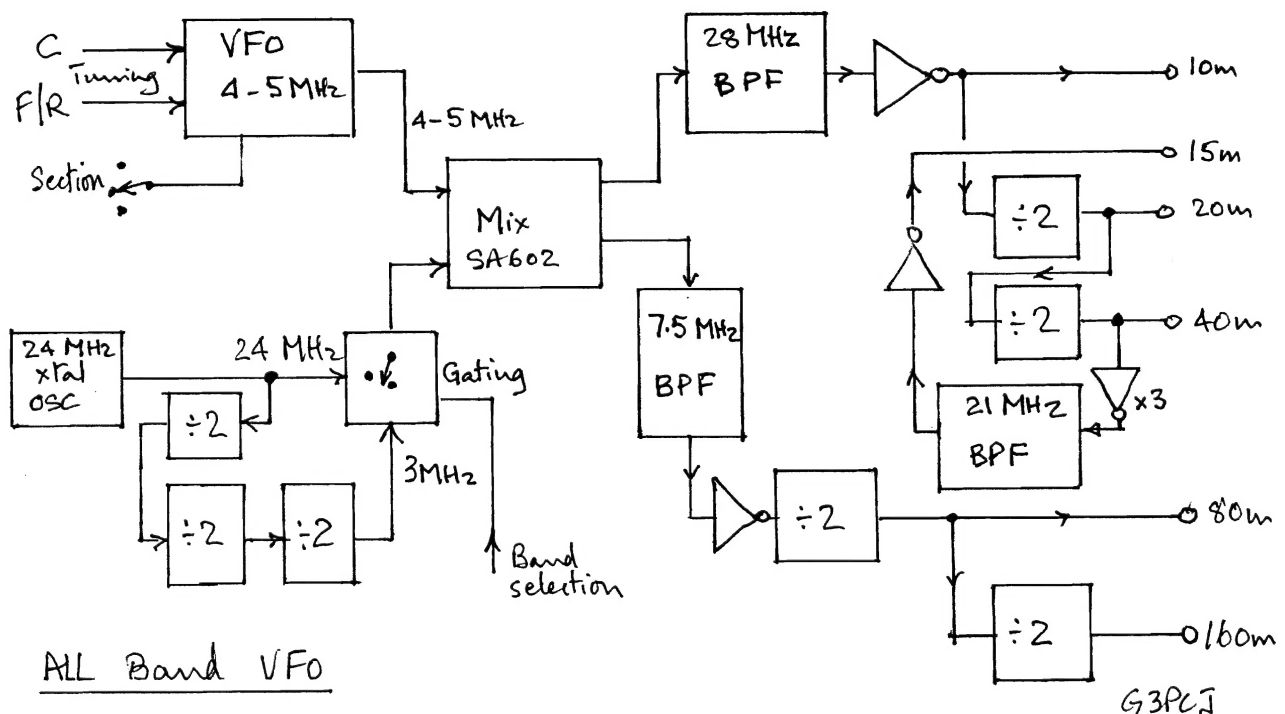 C
Tuning
F/R
VFO
4-5MHz
Section
4-5 MHz
Mix
SA602
28 MHz
BPF
10m
15m
÷2
20m
÷2
40m
x3
21 MHz
BPF
7.5 MHz
BPF
24 MHz
xtal
OSC
24 MHz
Gating
÷2
3MHz
÷2
÷2
Band
selection
÷2
80m
÷2
160m
ALL Band VFO
G3PCJ